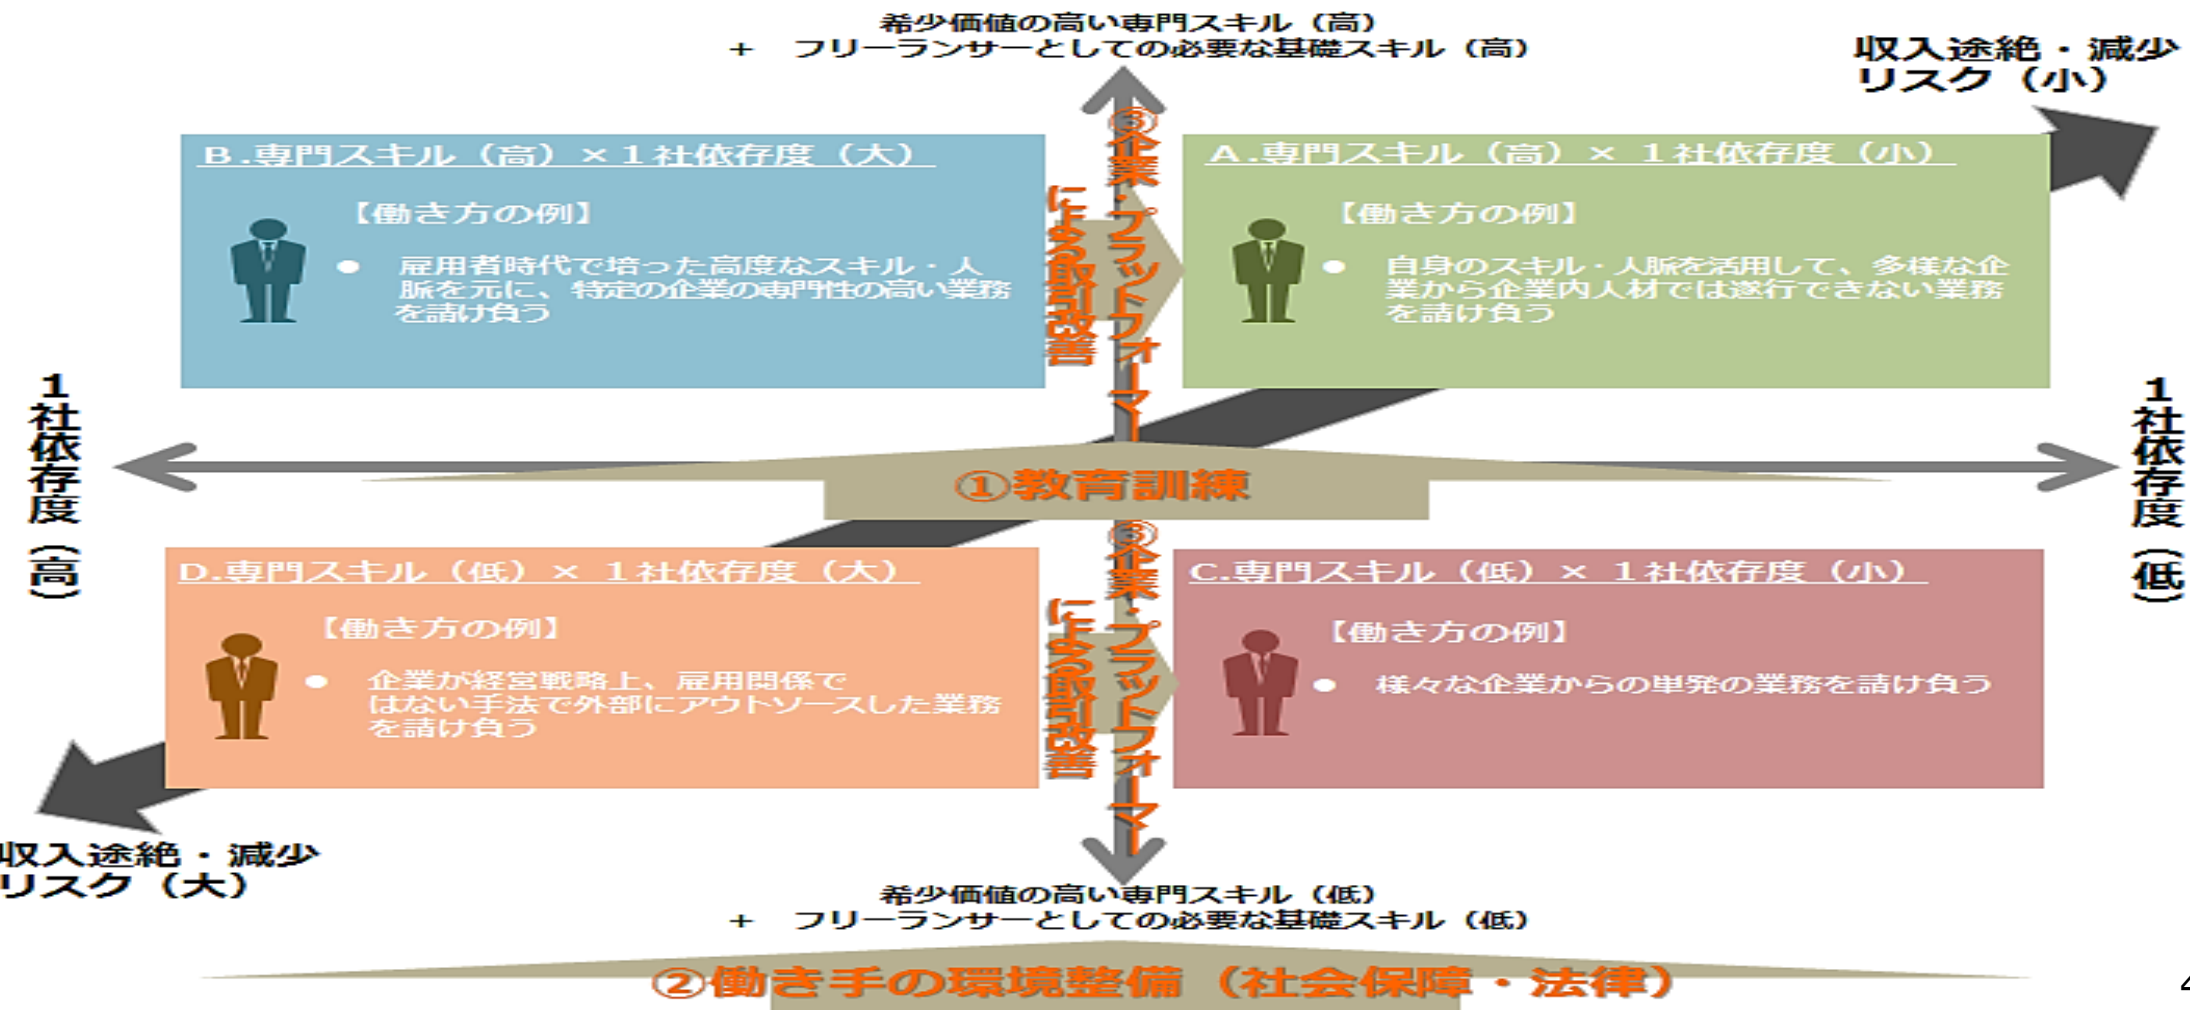 希少価値の高い専門スキル（高）
＋　フリーランサーとしての必要な基礎スキル（高）
収入途絶・減少
リスク（小）
B.専門スキル（高）×１社依存度（大）
【働き方の例】
● 雇用者時代で培った高度なスキル・人
脈を元に、特定の企業の専門性の高い業務
を請け負う
③企業・プラットフォーマー
による取引改善
A.専門スキル（高）× １社依存度（小）
【働き方の例】
● 自身のスキル・人脈を活用して、多様な企
業から企業内人材では遂行できない業務
を請け負う
１社依存度（高）
１社依存度（低）
①教育訓練
D.専門スキル（低）× １社依存度（大）
【働き方の例】
● 企業が経営戦略上、雇用関係で
はない手法で外部にアウトソースした業務
を請け負う
③企業・プラットフォーマー
による取引改善
C.専門スキル（低）× １社依存度（小）
【働き方の例】
● 様々な企業からの単発の業務を請け負う
収入途絶・減少
リスク（大）
希少価値の高い専門スキル（低）
＋　フリーランサーとしての必要な基礎スキル（低）
②働き手の環境整備（社会保障・法律）
4